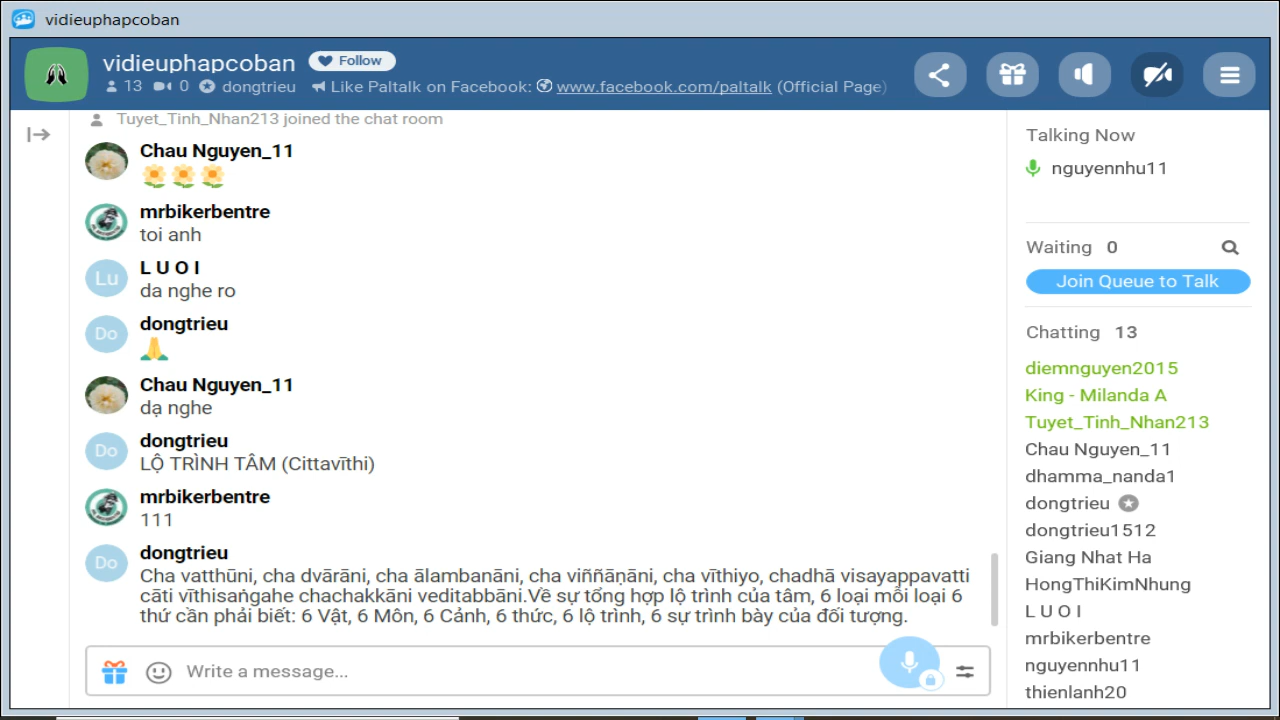 vidieuphapcoban
vidieuphapcoban Follow
13 0 dongtrieu Like Paltalk on Facebook: www.facebook.com/paltalk (Official Page)
Tuyet_Tinh_Nhan213 joined the chat room
Chau Nguyen_11
mrbikerbentre
toi anh
Lu
L U O I
da nghe ro
Do
dongtrieu
Chau Nguyen_11
dạ nghe
Do
dongtrieu
LỘ TRÌNH TÂM (Cittavīthi)
mrbikerbentre
111
Do
dongtrieu
Cha vatthūni, cha dvārāni, cha ālambanāni, cha viññāṇāni, cha vīthiyo, chadhā visayappavatti
cāti vīthisaṅgahe chachakkāni veditabbāni.Về sự tổng hợp lộ trình của tâm, 6 loại mỗi loại 6
thứ cần phải biết: 6 Vật, 6 Môn, 6 Cảnh, 6 thức, 6 lộ trình, 6 sự trình bày của đối tượng.
Write a message...
Talking Now
nguyennhu11
Waiting 0
Join Queue to Talk
Chatting 13
diemnguyen2015
King - Milanda A
Tuyet_Tinh_Nhan213
Chau Nguyen_11
dhamma_nanda1
dongtrieu
dongtrieu1512
Giang Nhat Ha
HongThiKimNhung
L U O I
mrbikerbentre
nguyennhu11
thienlanh20